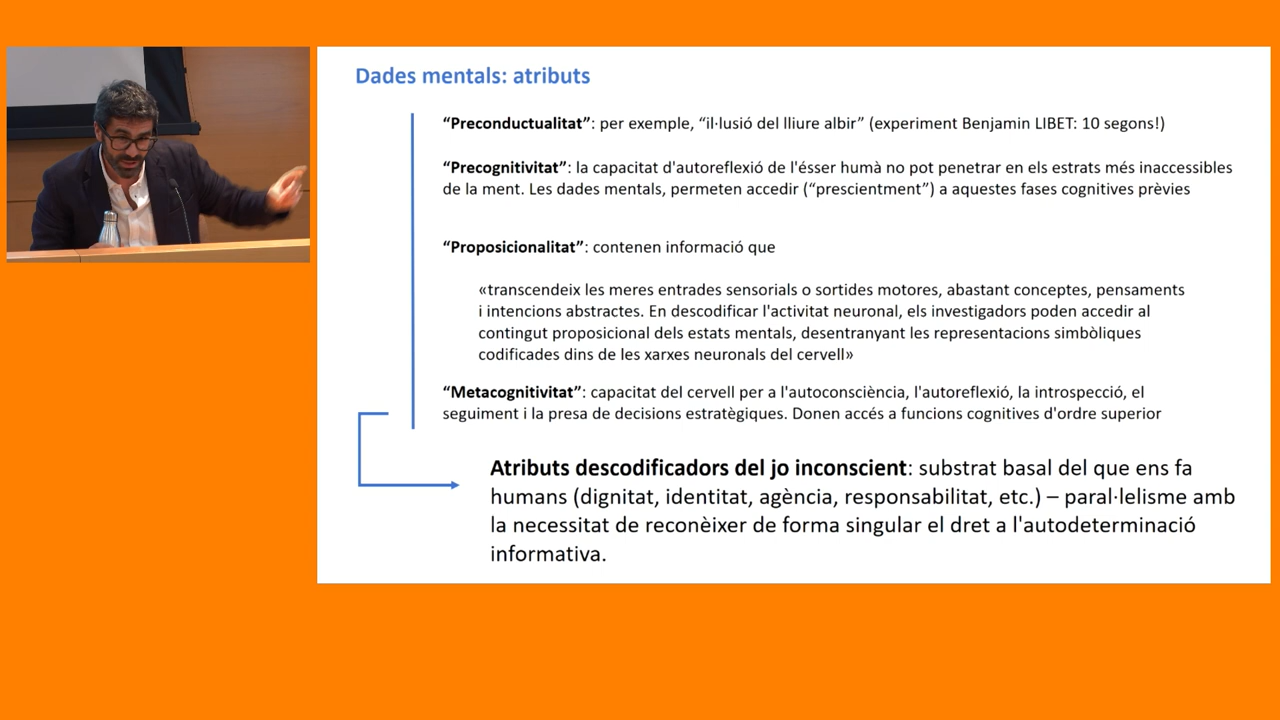 Dades mentals: atributs
“Preconductualitat”: per exemple, “il·lusió del lliure albir” (experiment Benjamin LIBET: 10 segons!)
“Precognitivitat”: la capacitat d'autoreflexió de l'ésser humà no pot penetrar en els estrats més inaccessibles
de la ment. Les dades mentals, permeten accedir (“prescientment”) a aquestes fases cognitives prèvies
“Proposicionalitat”: contenen informació que
«transcendeix les meres entrades sensorials o sortides motores, abastant conceptes, pensaments
i intencions abstractes. En descodificar l'activitat neuronal, els investigadors poden accedir al
contingut proposicional dels estats mentals, desentranyant les representacions simbòliques
codificades dins de les xarxes neuronals del cervell»
“Metacognitivitat”: capacitat del cervell per a l'autoconsciència, l'autoreflexió, la introspecció, el
seguiment i la presa de decisions estratègiques. Donen accés a funcions cognitives d'ordre superior
Atributs descodificadors del jo inconscient: substrat basal del que ens fa
humans (dignitat, identitat, agència, responsabilitat, etc.) – paral·lelisme amb
la necessitat de reconèixer de forma singular el dret a l'autodeterminació
informativa.